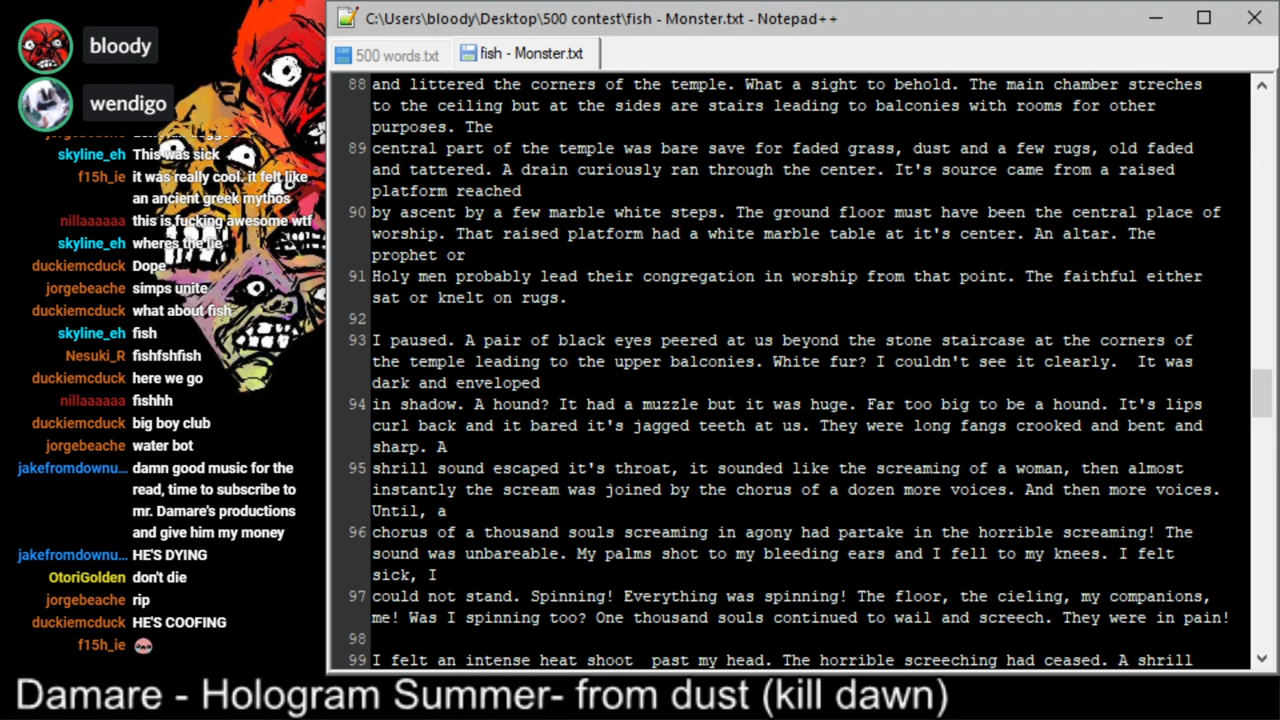 bloody
wendigo
skyline_eh This was sick
f15h_ie it was really cool. it felt like
an ancient greek mythos
nillaaaaaa this is fucking awesome wtf
skyline_eh wheres the lie
duckiemcduck Dope
jorgebeache simps unite
duckiemcduck what about fish
skyline_eh fish
Nesuki_R fishfshfish
duckiemcduck here we go
nillaaaaaa fishhh
duckiemcduck big boy club
jorgebeache water bot
jakefromdownu... damn good music for the
read, time to subscribe to
mr. Damare's productions
and give him my money
jakefromdownu... HE'S DYING
OtoriGolden don't die
jorgebeache rip
duckiemcduck HE'S COOFING
f15h_ie
C:\Users\bloody\Desktop\500 contest\fish - Monster.txt - Notepad++
500 words.txt
fish - Monster.txt
88 and littered the corners of the temple. What a sight to behold. The main chamber streches
to the ceiling but at the sides are stairs leading to balconies with rooms for other
purposes. The
89 central part of the temple was bare save for faded grass, dust and a few rugs, old faded
and tattered. A drain curiously ran through the center. It's source came from a raised
platform reached
90 by ascent by a few marble white steps. The ground floor must have been the central place of
worship. That raised platform had a white marble table at it's center. An altar. The
prophet or
91 Holy men probably lead their congregation in worship from that point. The faithful either
sat or knelt on rugs.
92
93 I paused. A pair of black eyes peered at us beyond the stone staircase at the corners of
the temple leading to the upper balconies. White fur? I couldn't see it clearly.  It was
dark and enveloped
94 in shadow. A hound? It had a muzzle but it was huge. Far too big to be a hound. It's lips
curl back and it bared it's jagged teeth at us. They were long fangs crooked and bent and
sharp. A
95 shrill sound escaped it's throat, it sounded like the screaming of a woman, then almost
instantly the scream was joined by the chorus of a dozen more voices. And then more voices.
Until, a
96 chorus of a thousand souls screaming in agony had partake in the horrible screaming! The
sound was unbareable. My palms shot to my bleeding ears and I fell to my knees. I felt
sick, I
97 could not stand. Spinning! Everything was spinning! The floor, the cieling, my companions,
me! Was I spinning too? One thousand souls continued to wail and screech. They were in pain!
98
99 I felt an intense heat shoot  past my head. The horrible screeching had ceased. A shrill
Damare - Hologram Summer- from dust (kill dawn)